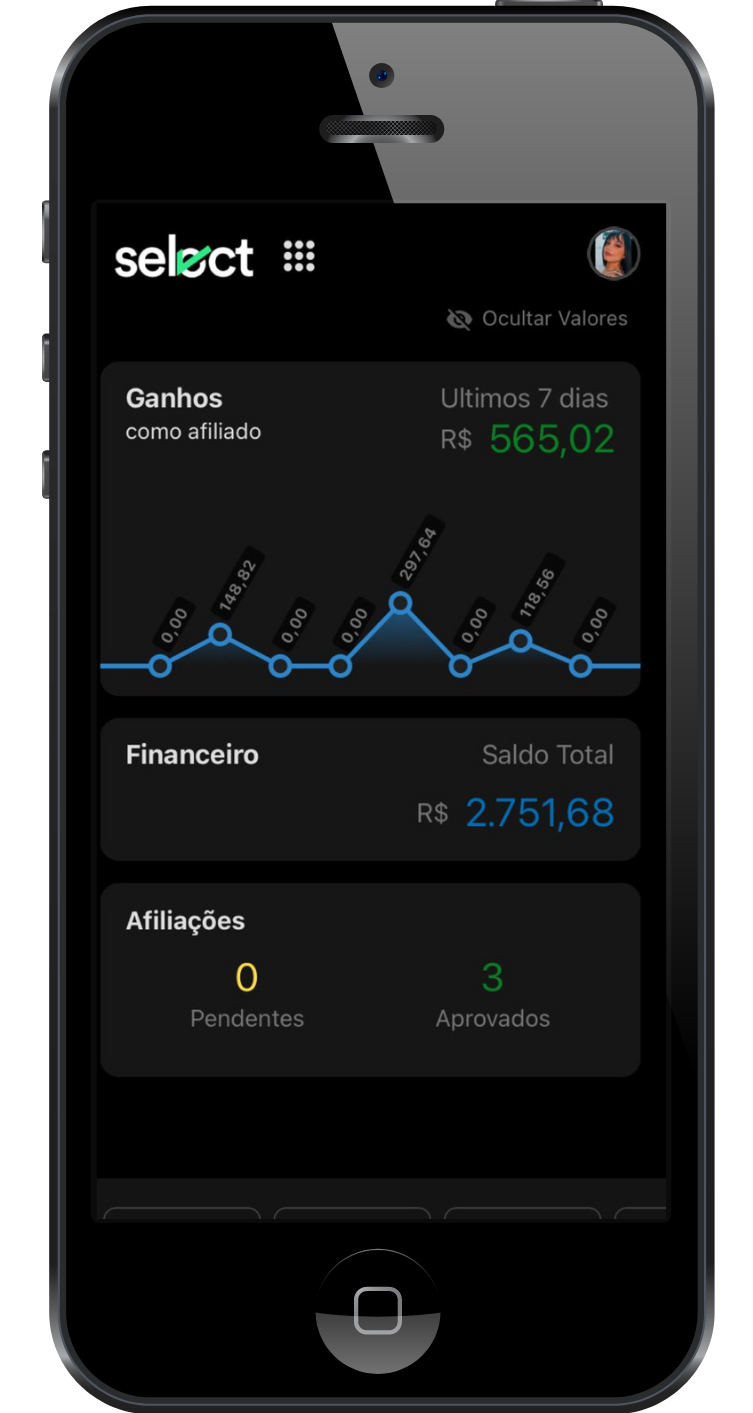 select
Ocultar Valores
Ganhos
Ultimos 7 dias
como afiliado
R$ 565,02
0,00
148,82
0,00
0,00
297,64
0,00
118,56
0,00
Financeiro
Saldo Total
R$ 2.751,68
Afiliações
0
3
Pendentes
Aprovados